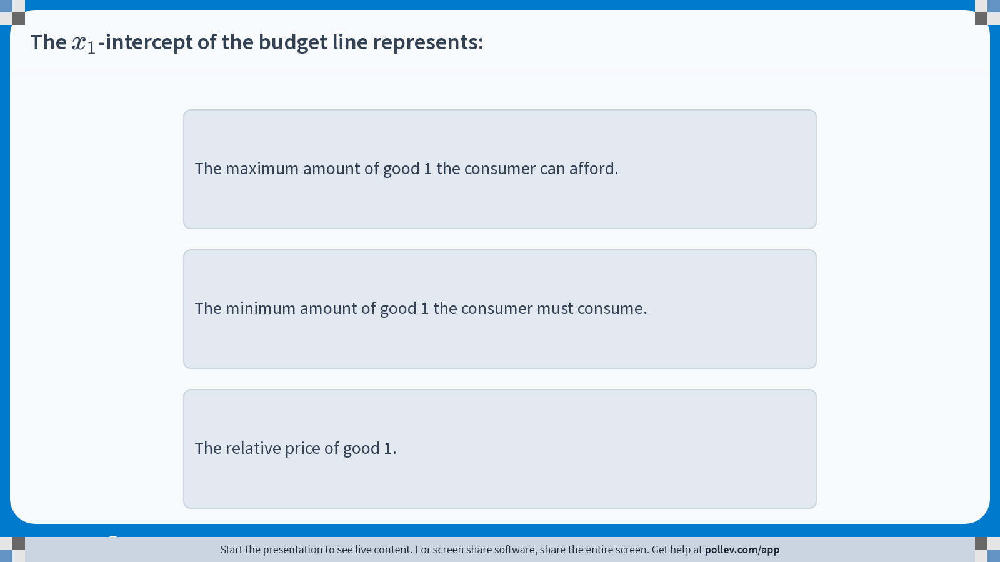 The x₁-intercept of the budget line represents:
The maximum amount of good 1 the consumer can afford.
The minimum amount of good 1 the consumer must consume.
The relative price of good 1.
Start the presentation to see live content. For screen share software, share the entire screen. Get help at pollev.com/app